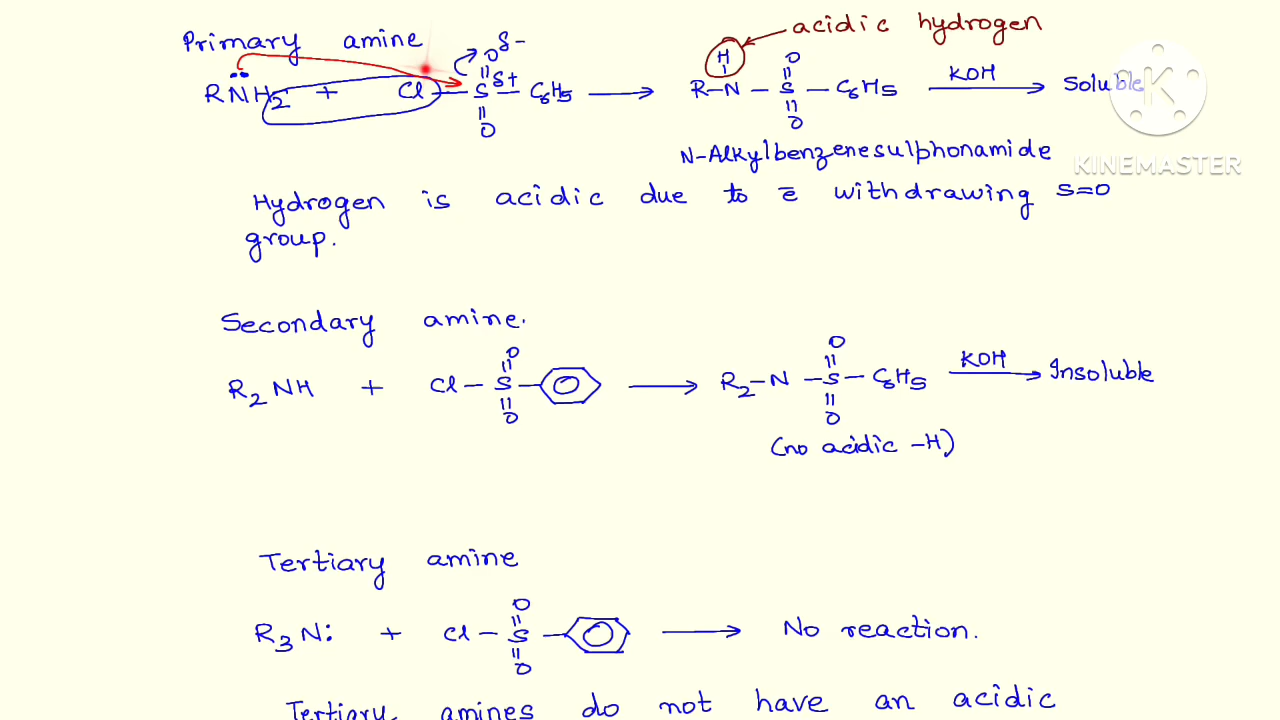 acidic hydrogen
Primary amine
O δ-
H
O
RNH2 + Cl - S δ+ - C6H5 → R-N - S - C6H5 KOH → Soluble
O
O
N-Alkylbenzenesulphonamide
KINEMASTER
Hydrogen is acidic due to ē withdrawing S=O
group.
Secondary amine.
O
O
R2NH + Cl - S - → R2-N - S - C6H5 KOH → Insoluble
O
O
(no acidic -H)
Tertiary amine
O
R3N: + Cl - S - → No reaction.
O
Tertiary amines do not have an acidic